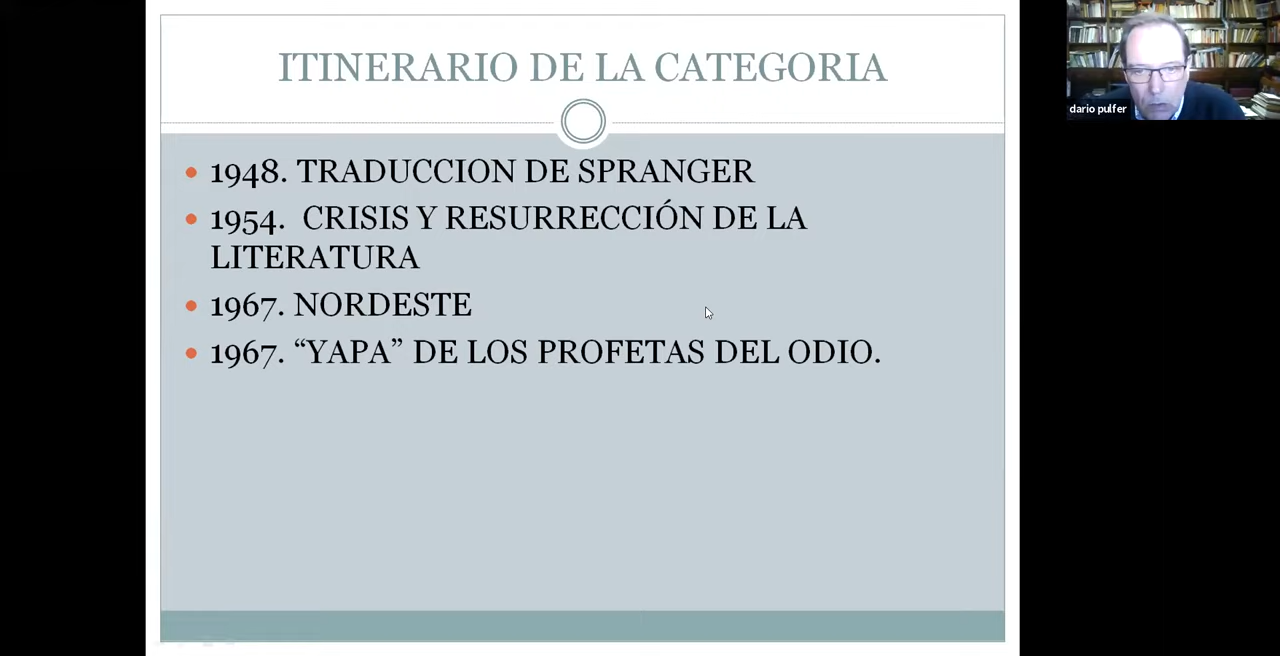 ITINERARIO DE LA CATEGORIA
dario pulfer
• 1948. TRADUCCION DE SPRANGER
• 1954.  CRISIS Y RESURRECCIÓN DE LA
LITERATURA
• 1967. NORDESTE
• 1967. “YAPA” DE LOS PROFETAS DEL ODIO.